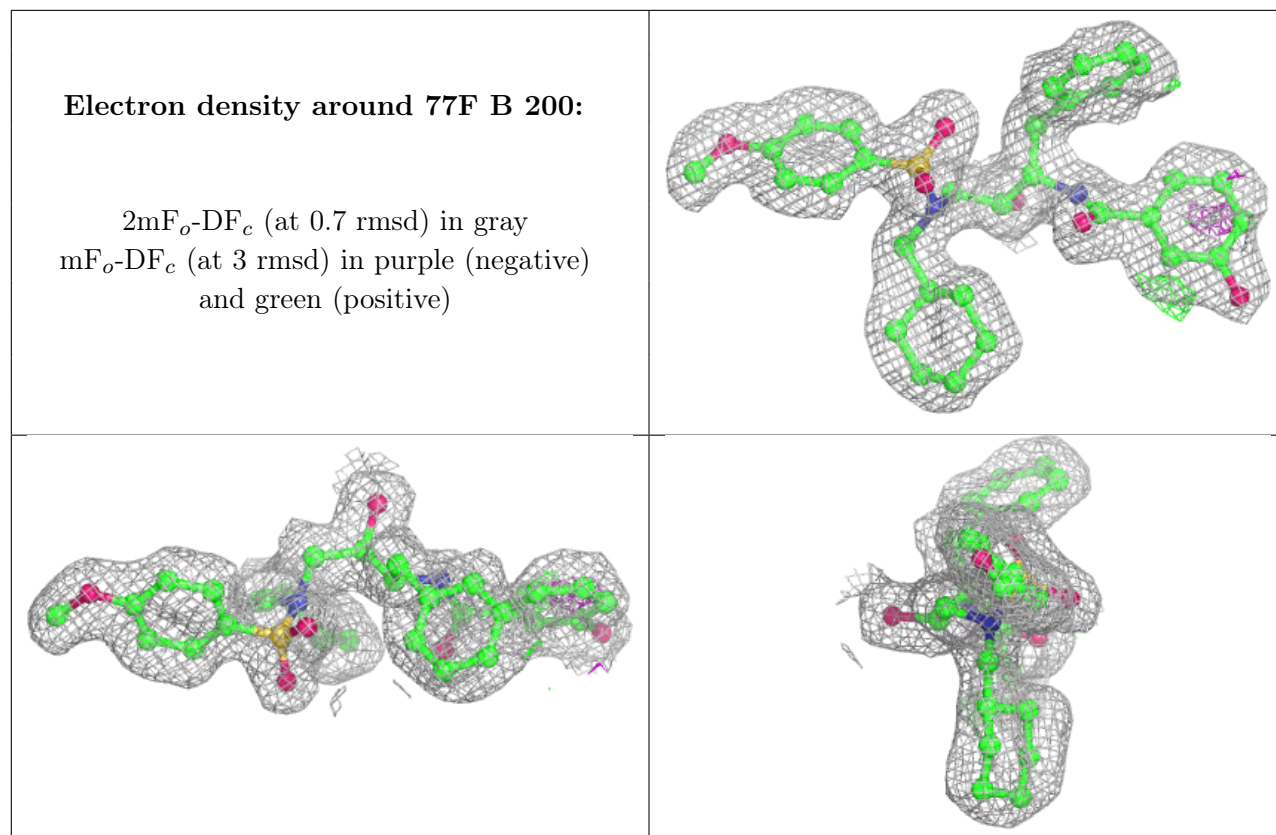 Electron density around 77F B 200:
2mFₒ-DF𝑐 (at 0.7 rmsd) in gray
mFₒ-DF𝑐 (at 3 rmsd) in purple (negative)
and green (positive)